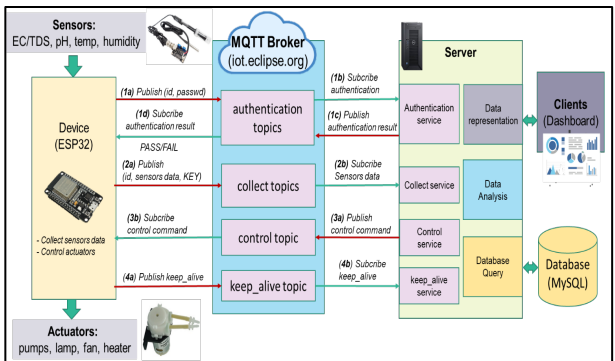 Sensors:
EC/TDS, pH, temp, humidity
MQTT Broker
(iot.eclipse.org)
Server
(1a) Publish (id, passwd)
(1b) Subcribe
authentication
(1d) Subcribe
authentication result
PASS/FAIL
authentication
topics
(1c) Publish
authentication result
Authentication
service
Data
representation
Clients
(Dashboard)
Device
(ESP32)
(2a) Publish
(id, sensors data, KEY)
collect topics
(2b) Subcribe
Sensors data
Collect service
Data
Analysis
(3b) Subcribe
control command
control topic
(3a) Publish
control command
Control
service
- Collect sensors data
- Control actuators
Database
Query
Database
(MySQL)
(4a) Publish keep_alive
keep_alive topic
(4b) Subcribe
keep_alive
keep_alive
service
Actuators:
pumps, lamp, fan, heater